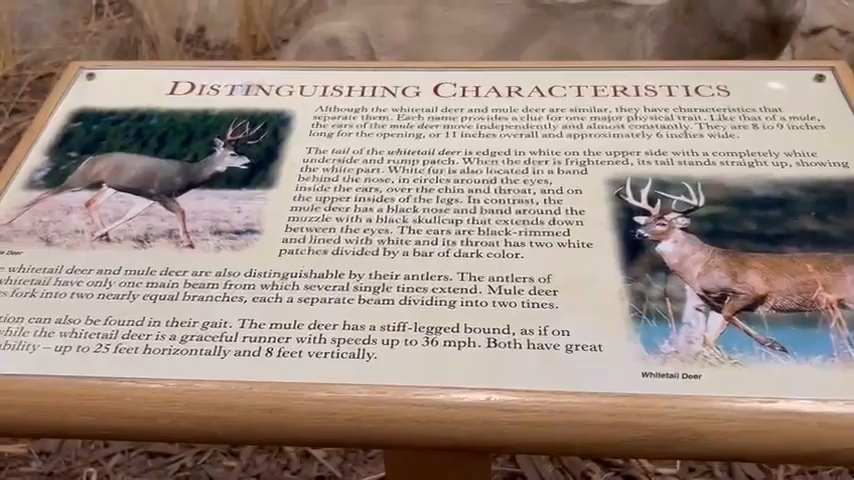 Distinguishing Characteristics
Although the whitetail deer and mule deer are similar, they have certain characteristics that
separate them. Each name provides a clue for one major physical trait. Like that of a mule,
the ears of the mule deer move independently and almost constantly. They are 8 to 9 inches
from the opening, or 11 inches overall and approximately 6 inches wide.
The tail of the whitetail deer is edged in white on the upper side and completely white
underside and rump patch. When the deer is frightened, its tail stands straight up, showing
the white part. White fur is also located in a band
behind the nose, in circles around the eyes,
inside the ears, over the chin and throat, on the
upper insides of the legs. In contrast, the mule
deer has a black nose and band around the
muzzle with a black skullcap that extends down
between the eyes. The ears are black-rimmed
and lined with white and its throat has two white
patches divided by a bar of dark color.
Deer
whitetail deer and mule deer are also distinguishable by their antlers. The antlers of
whitetail have only one main beam from which several single tines extend. Mule deer
fork into two nearly equal branches, each a separate beam dividing into two tines.
tion can also be found in their gait. The mule deer has a stiff-legged bound, as if on
while the whitetail deer is a graceful runner with speeds up to 36 mph. Both have great
ability—up to 25 feet horizontally and 8 feet vertically.
Whitetail Deer